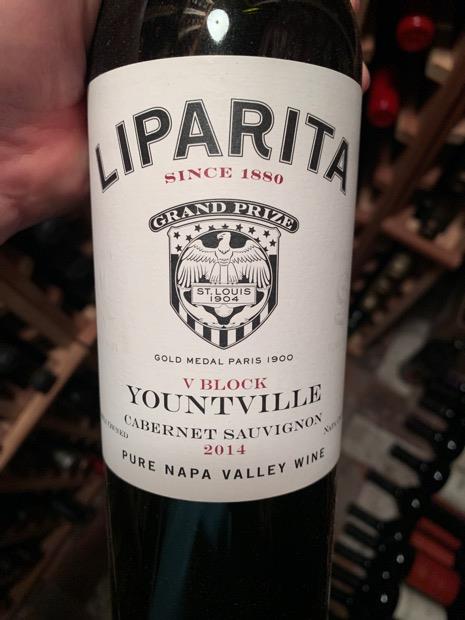 LIPARITA
SINCE 1880
GRAND PRIZE
ST. LOUIS
1904
GOLD MEDAL PARIS 1900
V BLOCK
YOUNTVILLE
CABERNET SAUVIGNON
2014
PURE NAPA VALLEY WINE